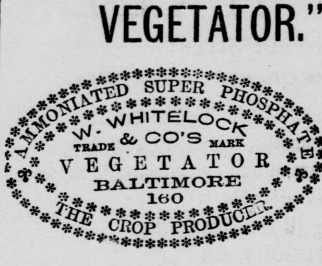 VEGETATOR."
AMMONIATED SUPER PHOSPHATE
W. WHITELOCK
TRADE & CO'S MARK
VEGETATOR
BALTIMORE
160
THE CROP PRODUCER.